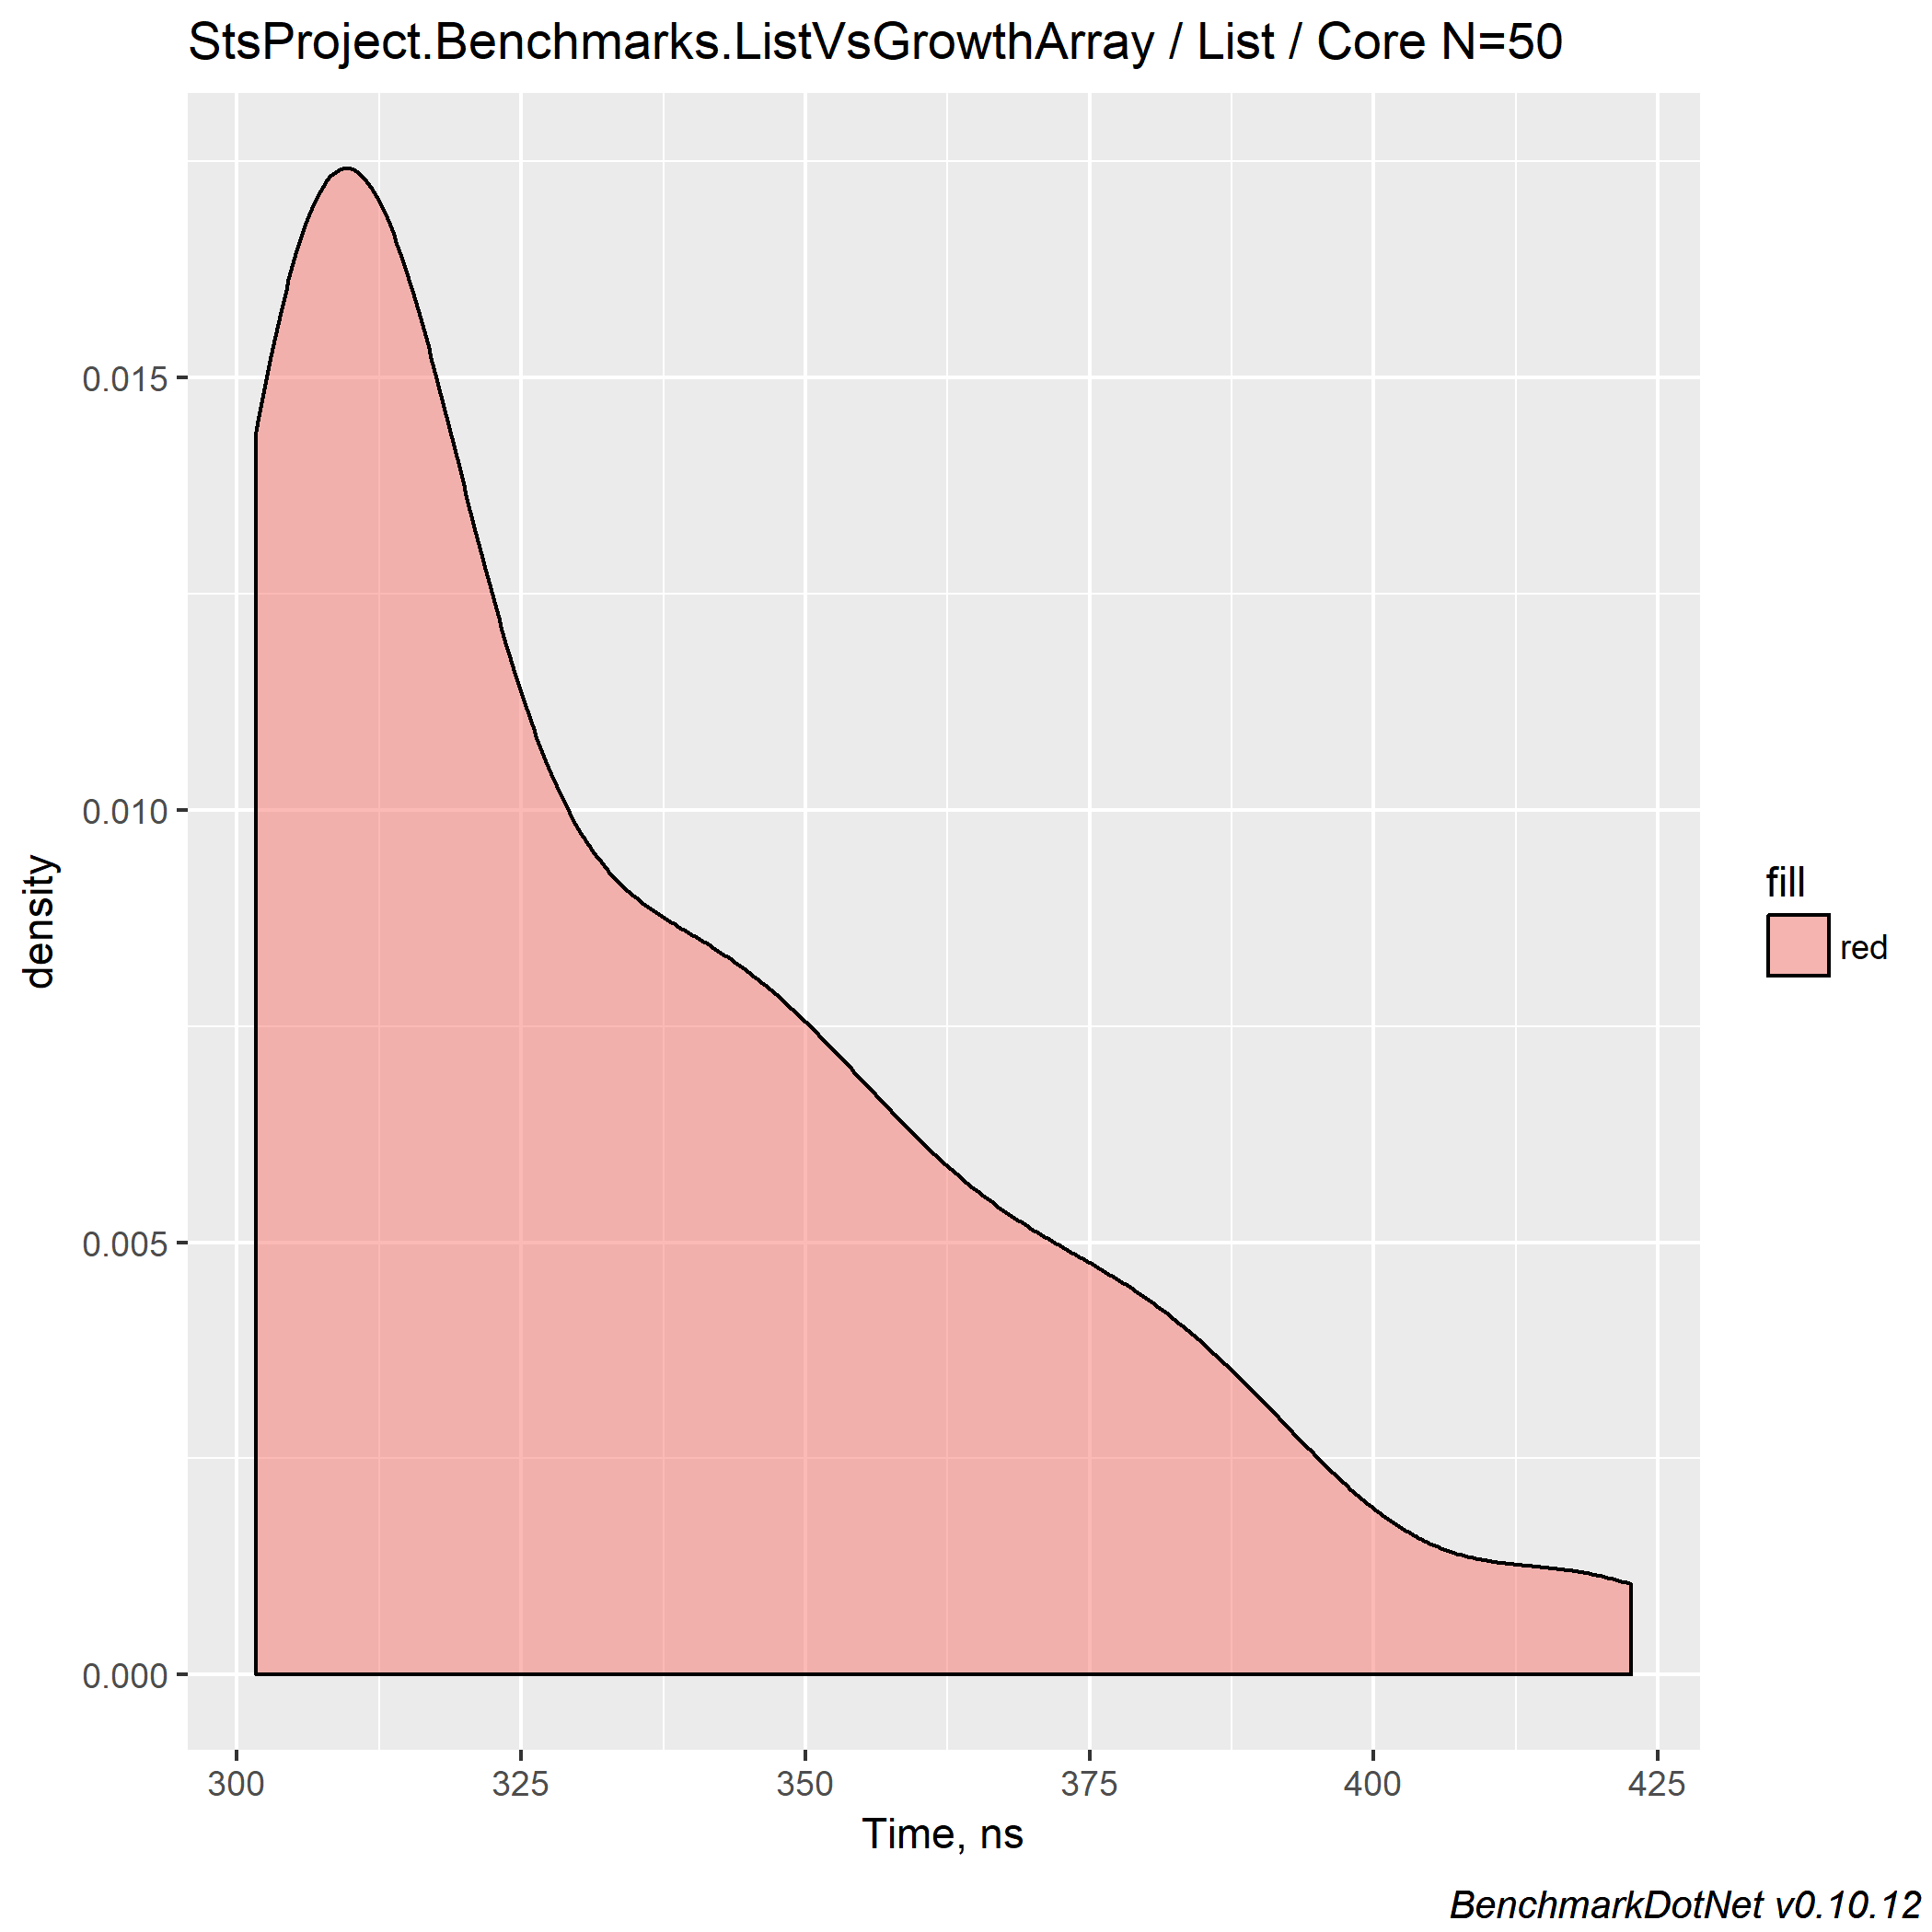 StsProject.Benchmarks.ListVsGrowthArray / List / Core N=50
0.015
0.010
0.005
0.000
density
300 325 350 375 400 425
Time, ns
fill
red
BenchmarkDotNet v0.10.12